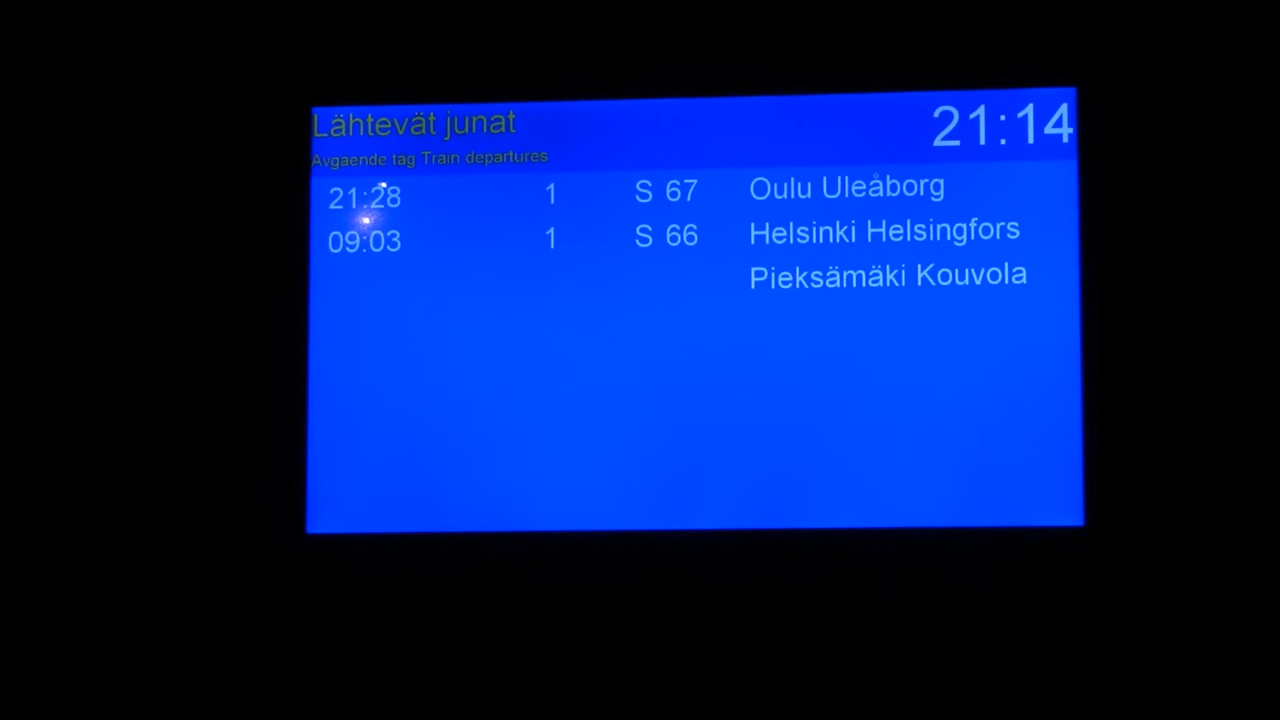 Lähtevät junat
21:14
Avgaende tag Train departures
21:28 1 S 67 Oulu Uleåborg
09:03 1 S 66 Helsinki Helsingfors
Pieksämäki Kouvola